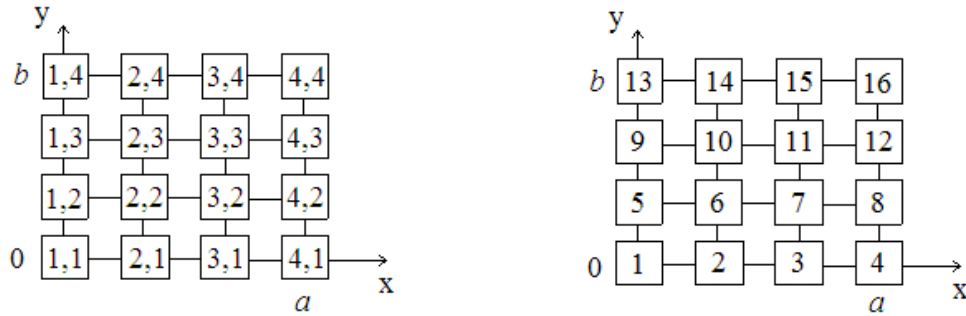 y
b 1,4 2,4 3,4 4,4
1,3 2,3 3,3 4,3
1,2 2,2 3,2 4,2
0 1,1 2,1 3,1 4,1
x
a
y
b 13 14 15 16
9 10 11 12
5 6 7 8
0 1 2 3 4
x
a